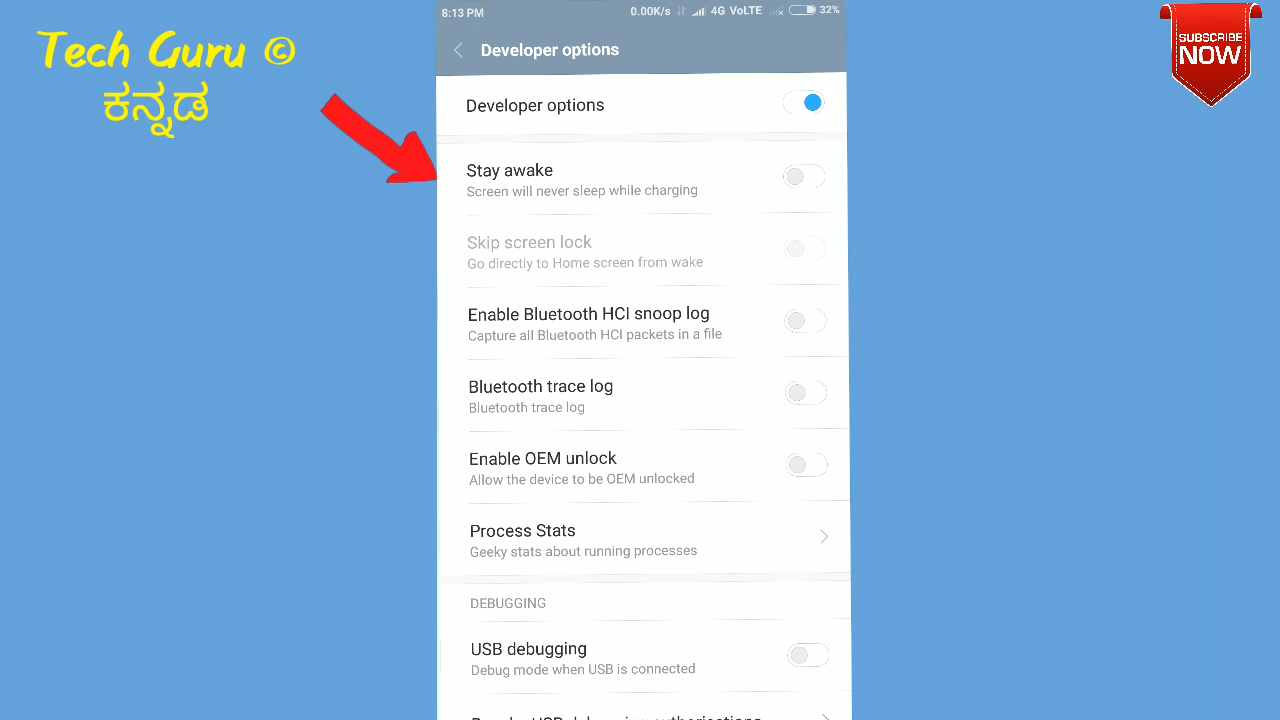 Tech Guru ©
ಕನ್ನಡ
SUBSCRIBE
NOW
8:13 PM
0.00K/s 4G VoLTE 32%
Developer options
Developer options
Stay awake
Screen will never sleep while charging
Skip screen lock
Go directly to Home screen from wake
Enable Bluetooth HCI snoop log
Capture all Bluetooth HCI packets in a file
Bluetooth trace log
Bluetooth trace log
Enable OEM unlock
Allow the device to be OEM unlocked
Process Stats
Geeky stats about running processes
DEBUGGING
USB debugging
Debug mode when USB is connected